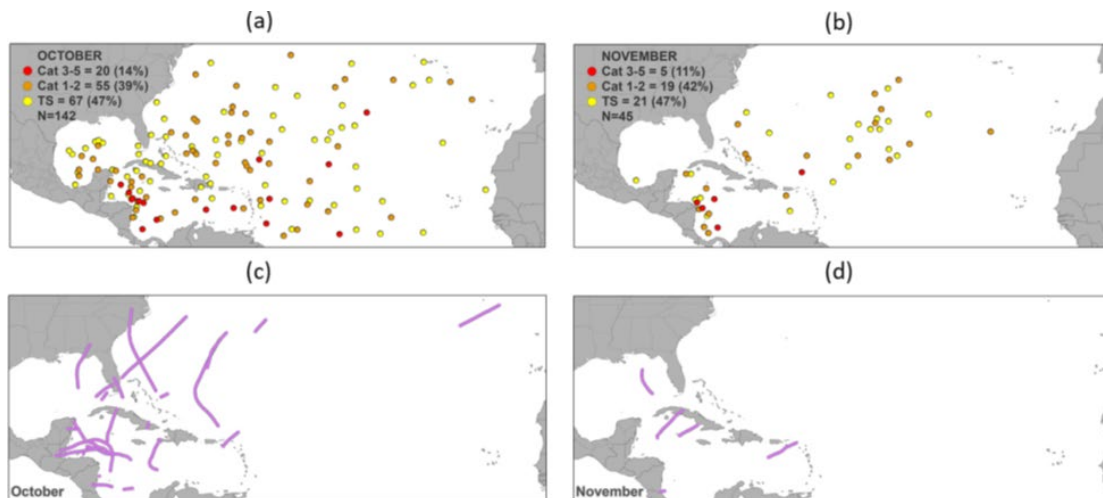 (a)
(b)
OCTOBER
Cat 3-5 = 20 (14%)
Cat 1-2 = 55 (39%)
TS = 67 (47%)
N=142
NOVEMBER
Cat 3-5 = 5 (11%)
Cat 1-2 = 19 (42%)
TS = 21 (47%)
N=45
(c)
(d)
October
November